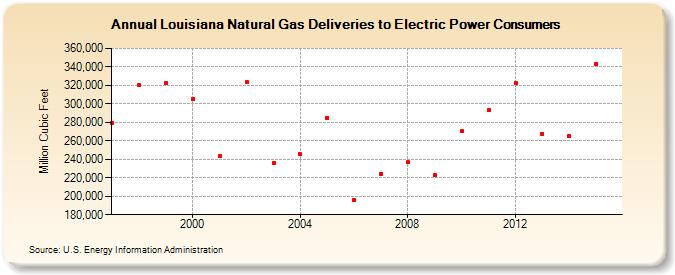 Annual Louisiana Natural Gas Deliveries to Electric Power Consumers
Million Cubic Feet
360,000
340,000
320,000
300,000
280,000
260,000
240,000
220,000
200,000
180,000
2000 2004 2008 2012
Source: U.S. Energy Information Administration